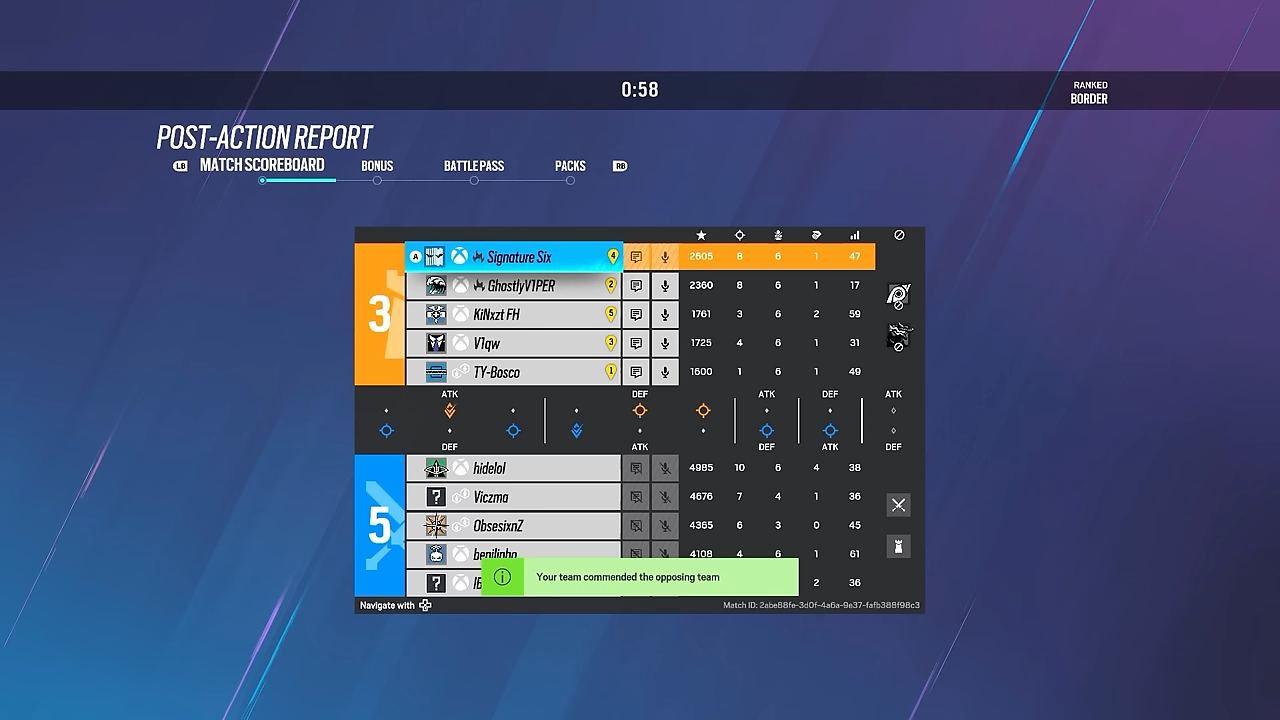 0:58
RANKED
BORDER
POST-ACTION REPORT
LB MATCH SCOREBOARD BONUS BATTLE PASS PACKS RB
3
A Signature Six 4 2605 8 6 1 47
GhostlyV1PER 2 2360 8 6 1 17
KiNxzt FH 5 1761 3 6 2 59
V1qw 3 1725 4 6 1 31
TY-Bosco 1 1600 1 6 1 49
ATK DEF ATK DEF ATK
DEF ATK DEF ATK DEF
5
hidelol 4985 10 6 4 38
? Viczma 4676 7 4 1 36
ObsesixnZ 4365 6 3 0 45
4108 4 6 1 61
? 2 36
Your team commended the opposing team
Navigate with
Match ID: 2abe88fe-3d0f-4a6a-9e37-fafb388f98c3